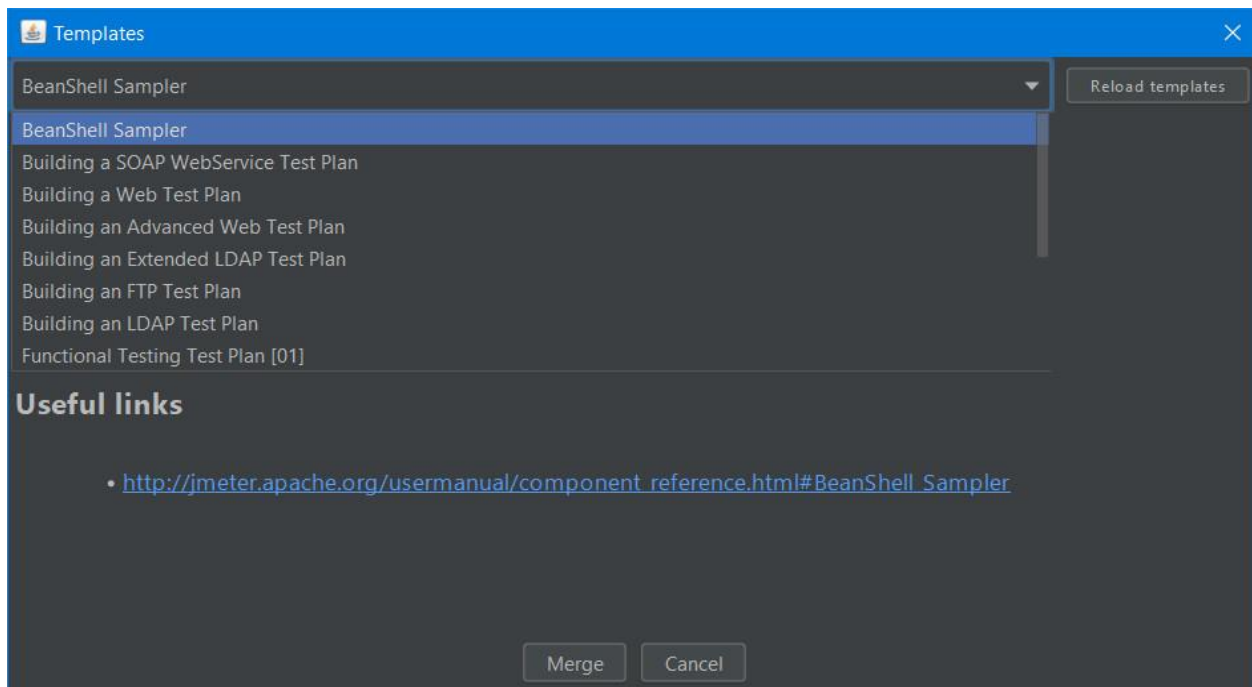 Templates
BeanShell Sampler
Reload templates
BeanShell Sampler
Building a SOAP WebService Test Plan
Building a Web Test Plan
Building an Advanced Web Test Plan
Building an Extended LDAP Test Plan
Building an FTP Test Plan
Building an LDAP Test Plan
Functional Testing Test Plan [01]
Useful links
• http://jmeter.apache.org/usermanual/component_reference.html#BeanShell_Sampler
Merge
Cancel